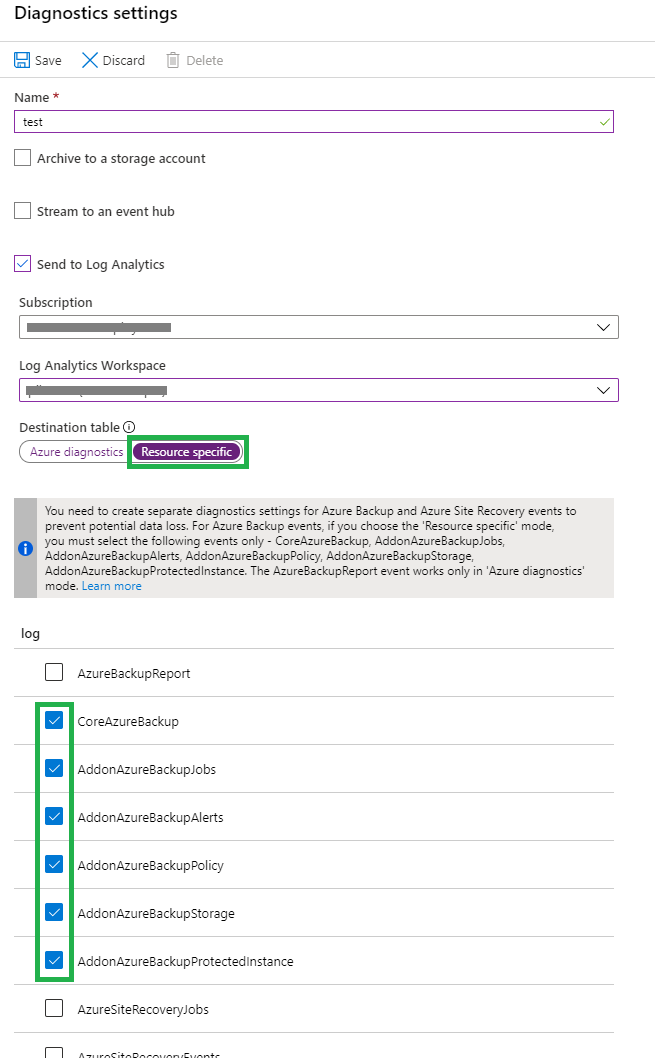 Diagnostics settings
Save Discard Delete
Name *
test
Archive to a storage account
Stream to an event hub
Send to Log Analytics
Subscription
Log Analytics Workspace
Destination table
Azure diagnostics Resource specific
You need to create separate diagnostics settings for Azure Backup and Azure Site Recovery events to
prevent potential data loss. For Azure Backup events, if you choose the 'Resource specific' mode,
you must select the following events only - CoreAzureBackup, AddonAzureBackupJobs,
AddonAzureBackupAlerts, AddonAzureBackupPolicy, AddonAzureBackupStorage,
AddonAzureBackupProtectedInstance. The AzureBackupReport event works only in 'Azure diagnostics'
mode. Learn more
log
AzureBackupReport
CoreAzureBackup
AddonAzureBackupJobs
AddonAzureBackupAlerts
AddonAzureBackupPolicy
AddonAzureBackupStorage
AddonAzureBackupProtectedInstance
AzureSiteRecoveryJobs
AzureSiteRecoveryEvents